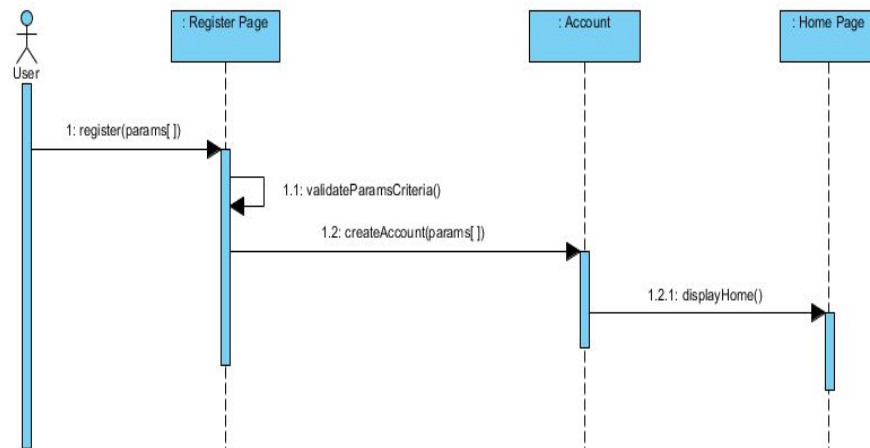 : Register Page
: Account
: Home Page
User
1: register(params[ ])
1.1: validateParamsCriteria()
1.2: createAccount(params[ ])
1.2.1: displayHome()